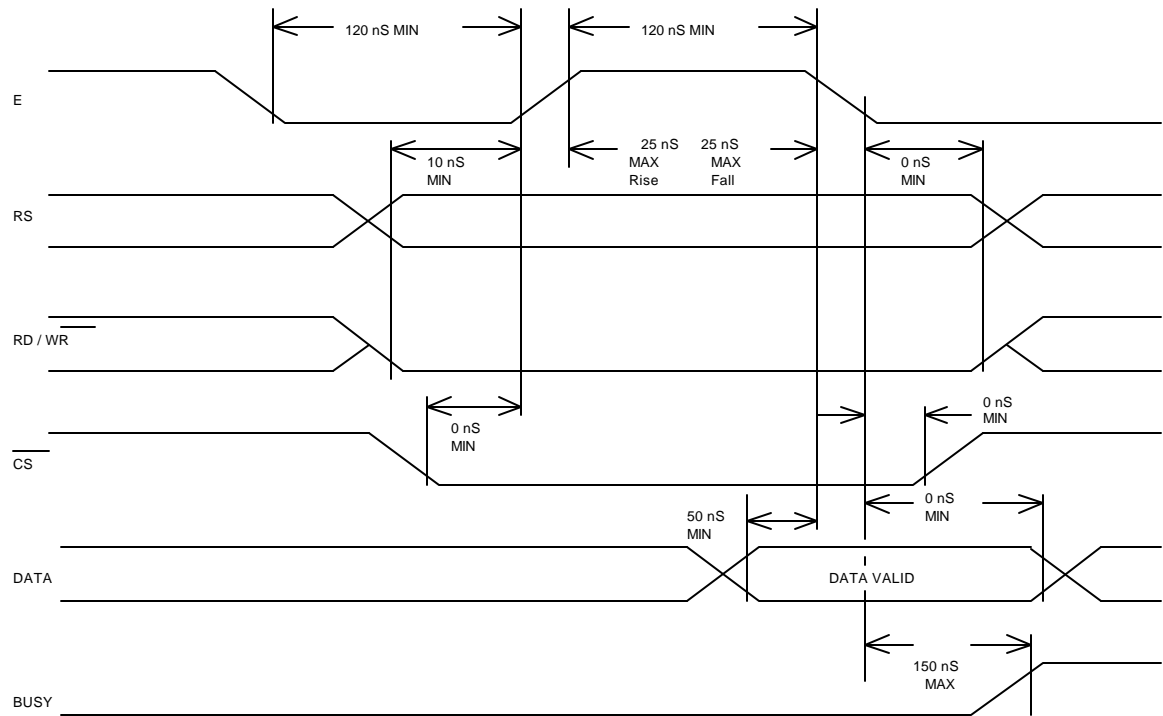 120 nS MIN
120 nS MIN
E
10 nS
MIN
25 nS 25 nS
MAX MAX
Rise Fall
0 nS
MIN
RS
RD / WR
0 nS
MIN
0 nS
MIN
CS
50 nS
MIN
0 nS
MIN
DATA
DATA VALID
150 nS
MAX
BUSY